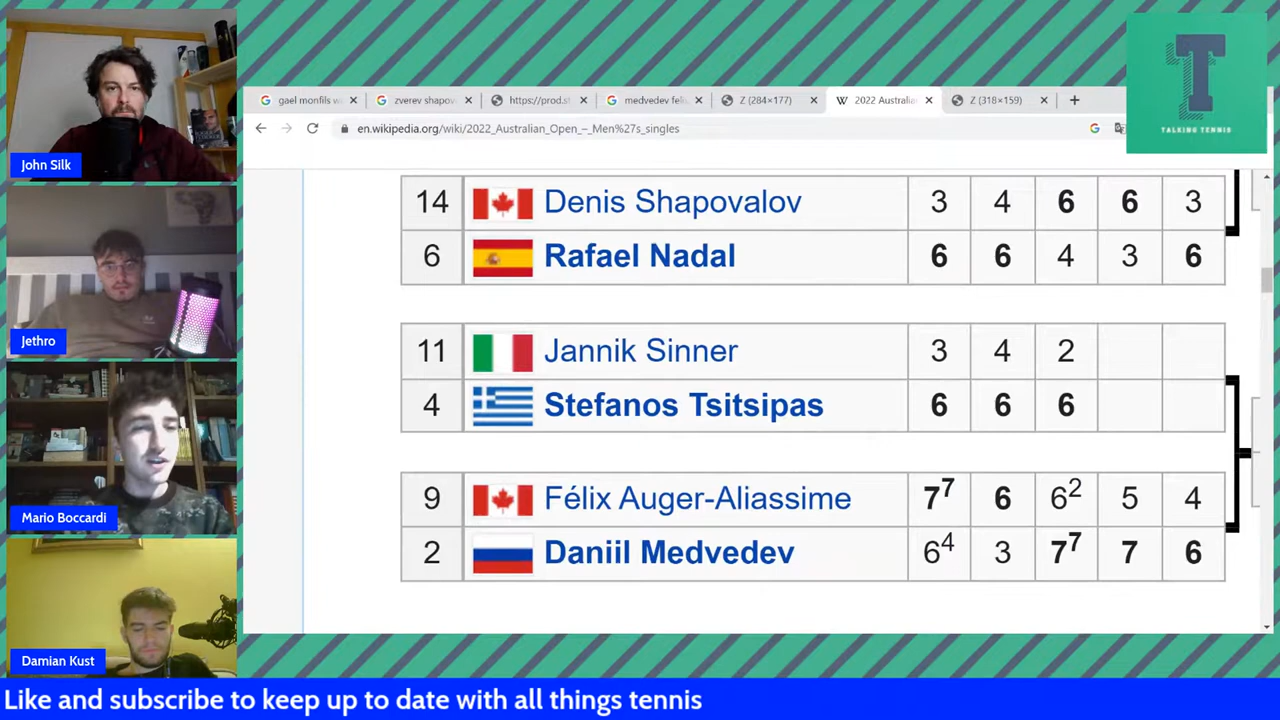 John Silk
Jethro
Mario Boccardi
Damian Kust
gael monfils w
zverev shapov
https://prod.st
medvedev feli
Z (284×177)
2022 Australia
Z (318×159)
en.wikipedia.org/wiki/2022_Australian_Open_–_Men%27s_singles
T
TALKING TENNIS
14 Denis Shapovalov 3 4 6 6 3
6 Rafael Nadal 6 6 4 3 6
11 Jannik Sinner 3 4 2
4 Stefanos Tsitsipas 6 6 6
9 Félix Auger-Aliassime 7⁷ 6 6² 5 4
2 Daniil Medvedev 6⁴ 3 7⁷ 7 6
Like and subscribe to keep up to date with all things tennis